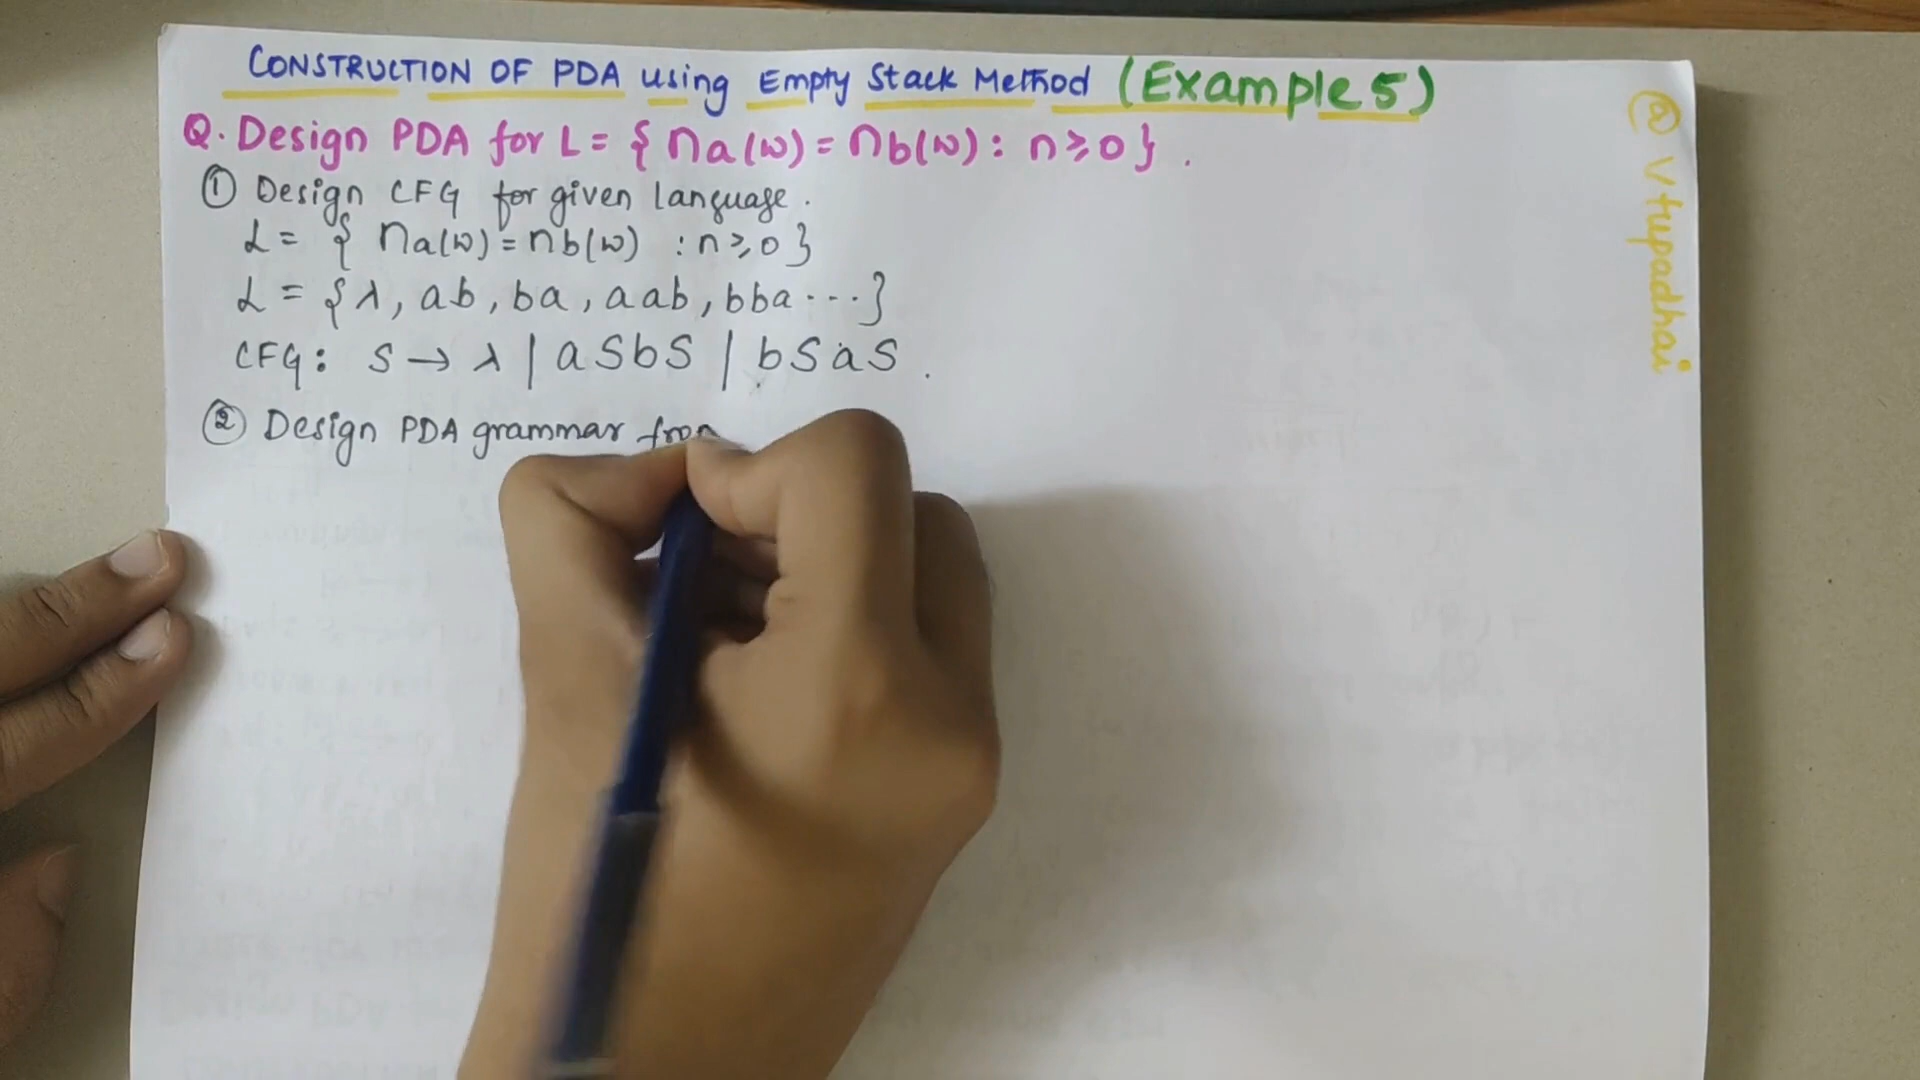 CONSTRUCTION OF PDA using Empty Stack Method (Example 5)
Q. Design PDA for L = { na(w) = nb(w) : n ≥ 0 } .
① Design CFG for given language .
L = { na(w) = nb(w) : n ≥ 0 }
L = { λ, ab, ba, aab, bba ... }
CFG : S → λ | aSbS | bSaS .
② Design PDA grammar from
@ Vtupadhai